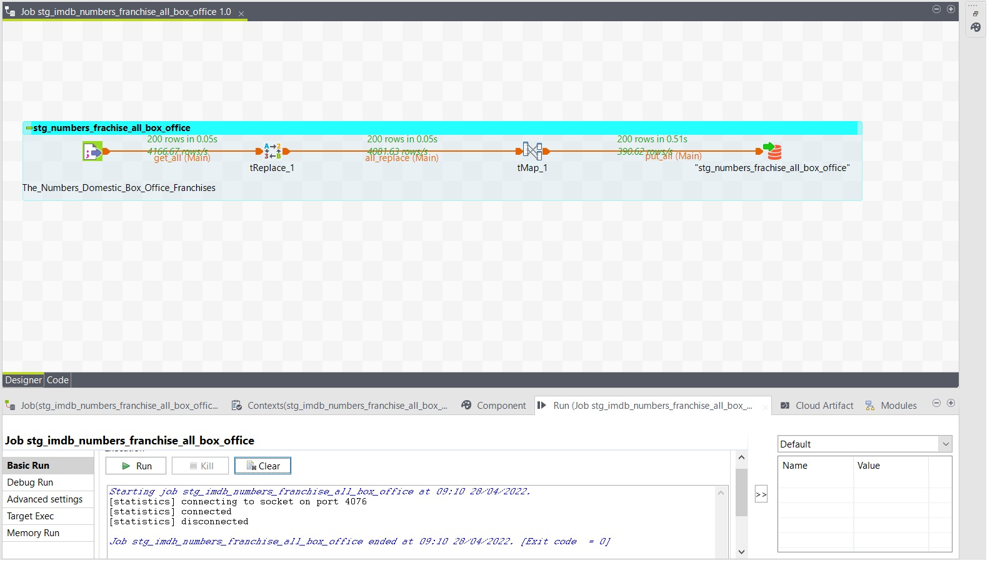 Job stg_imdb_numbers_franchise_all_box_office 1.0
stg_numbers_frachise_all_box_office
200 rows in 0.05s
4166.67 rows/s
get_all (Main)
200 rows in 0.05s
4081.63 rows/s
all_replace (Main)
200 rows in 0.51s
390.62 rows/s
put_all (Main)
tReplace_1
tMap_1
"stg_numbers_frachise_all_box_office"
The_Numbers_Domestic_Box_Office_Franchises
Designer Code
Job(stg_imdb_numbers_franchise_all_box_offic... Contexts(stg_imdb_numbers_franchise_all_box_... Component Run (Job stg_imdb_numbers_franchise_all_box_... Cloud Artifact Modules
Job stg_imdb_numbers_franchise_all_box_office
Default
Basic Run
Debug Run
Advanced settings
Target Exec
Memory Run
Run Kill Clear
Name Value
>>
Starting job stg_imdb_numbers_franchise_all_box_office at 09:10 28/04/2022.
[statistics] connecting to socket on port 4076
[statistics] connected
[statistics] disconnected
Job stg_imdb_numbers_franchise_all_box_office ended at 09:10 28/04/2022. [Exit code  = 0]